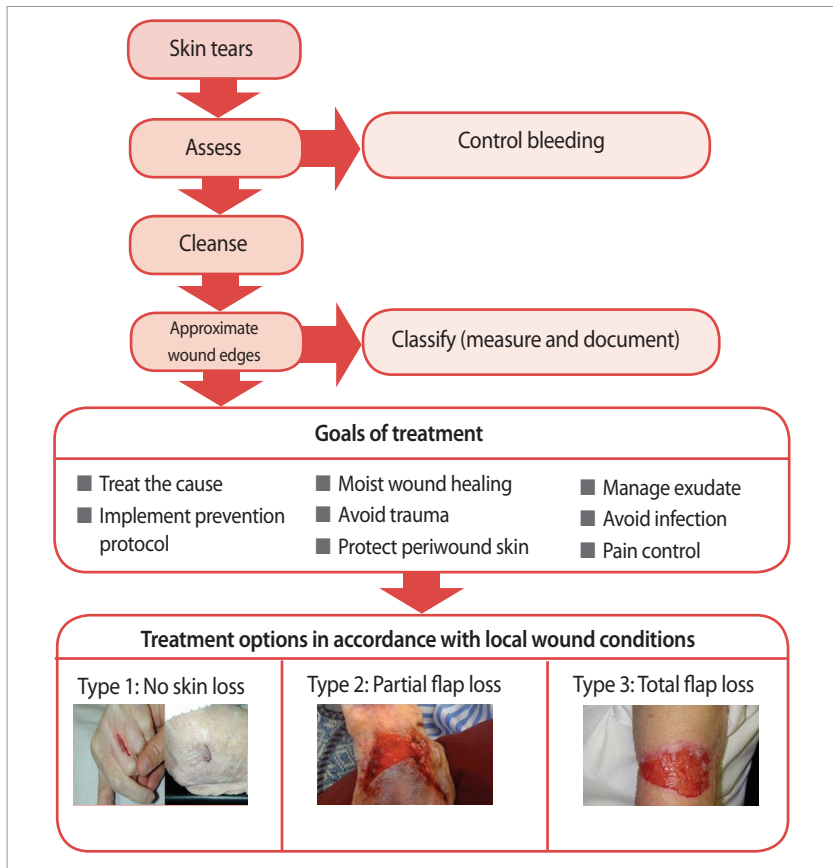 Skin tears
Assess
Control bleeding
Cleanse
Approximate
wound edges
Classify (measure and document)
Goals of treatment
■ Treat the cause
■ Implement prevention
protocol
■ Moist wound healing
■ Avoid trauma
■ Protect periwound skin
■ Manage exudate
■ Avoid infection
■ Pain control
Treatment options in accordance with local wound conditions
Type 1: No skin loss
Type 2: Partial flap loss
Type 3: Total flap loss